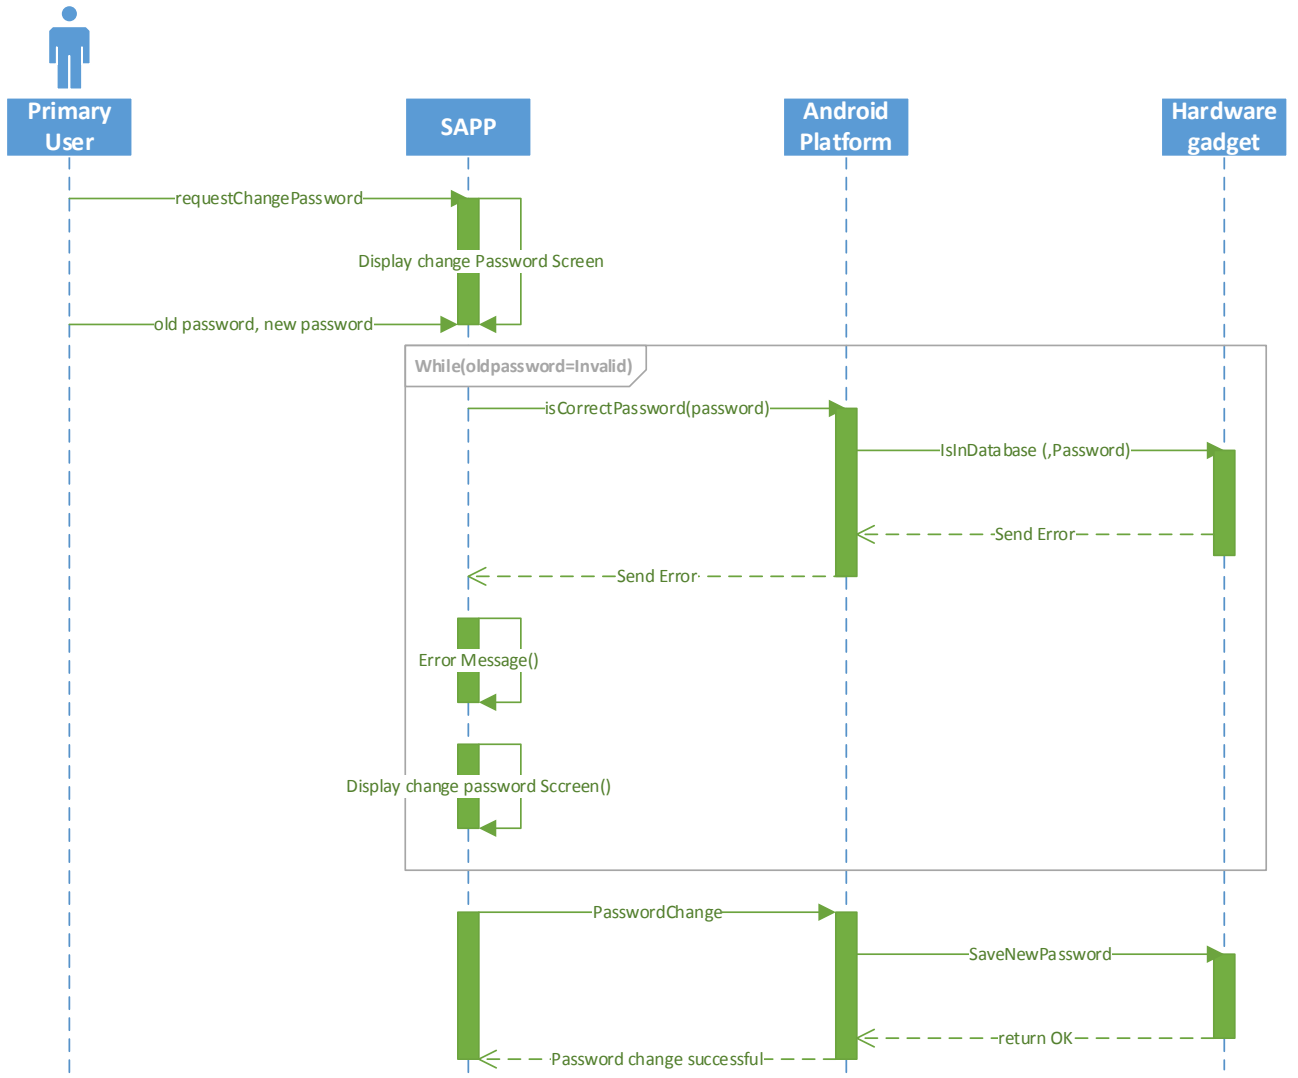 Primary
User
SAPP
Android
Platform
Hardware
gadget
requestChangePassword
Display change Password Screen
old password, new password
While(oldpassword=Invalid)
isCorrectPassword(password)
IsInDatabase (,Password)
Send Error
Send Error
Error Message()
Display change password Sccreen()
PasswordChange
SaveNewPassword
return OK
Password change successful